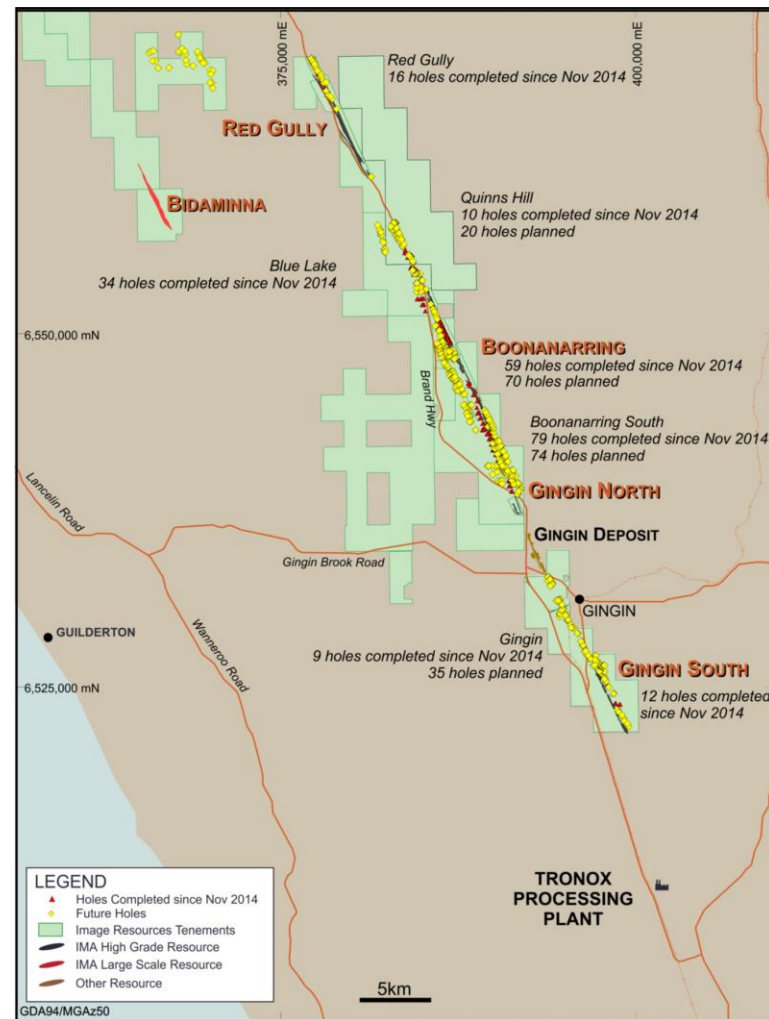 375,000 mE
400,000 mE
Red Gully
16 holes completed since Nov 2014
RED GULLY
BIDAMINNA
Quinns Hill
10 holes completed since Nov 2014
20 holes planned
Blue Lake
34 holes completed since Nov 2014
6,550,000 mN
BOONANARRING
59 holes completed since Nov 2014
70 holes planned
Brand Hwy
Boonanarring South
79 holes completed since Nov 2014
74 holes planned
Lancelin Road
GINGIN NORTH
GINGIN DEPOSIT
Gingin Brook Road
GINGIN
GUILDERTON
Wanneroo Road
Gingin
9 holes completed since Nov 2014
35 holes planned
GINGIN SOUTH
6,525,000 mN
12 holes completed
since Nov 2014
TRONOX
PROCESSING
PLANT
LEGEND
Holes Completed since Nov 2014
Future Holes
Image Resources Tenements
IMA High Grade Resource
IMA Large Scale Resource
Other Resource
5km
GDA94/MGAz50